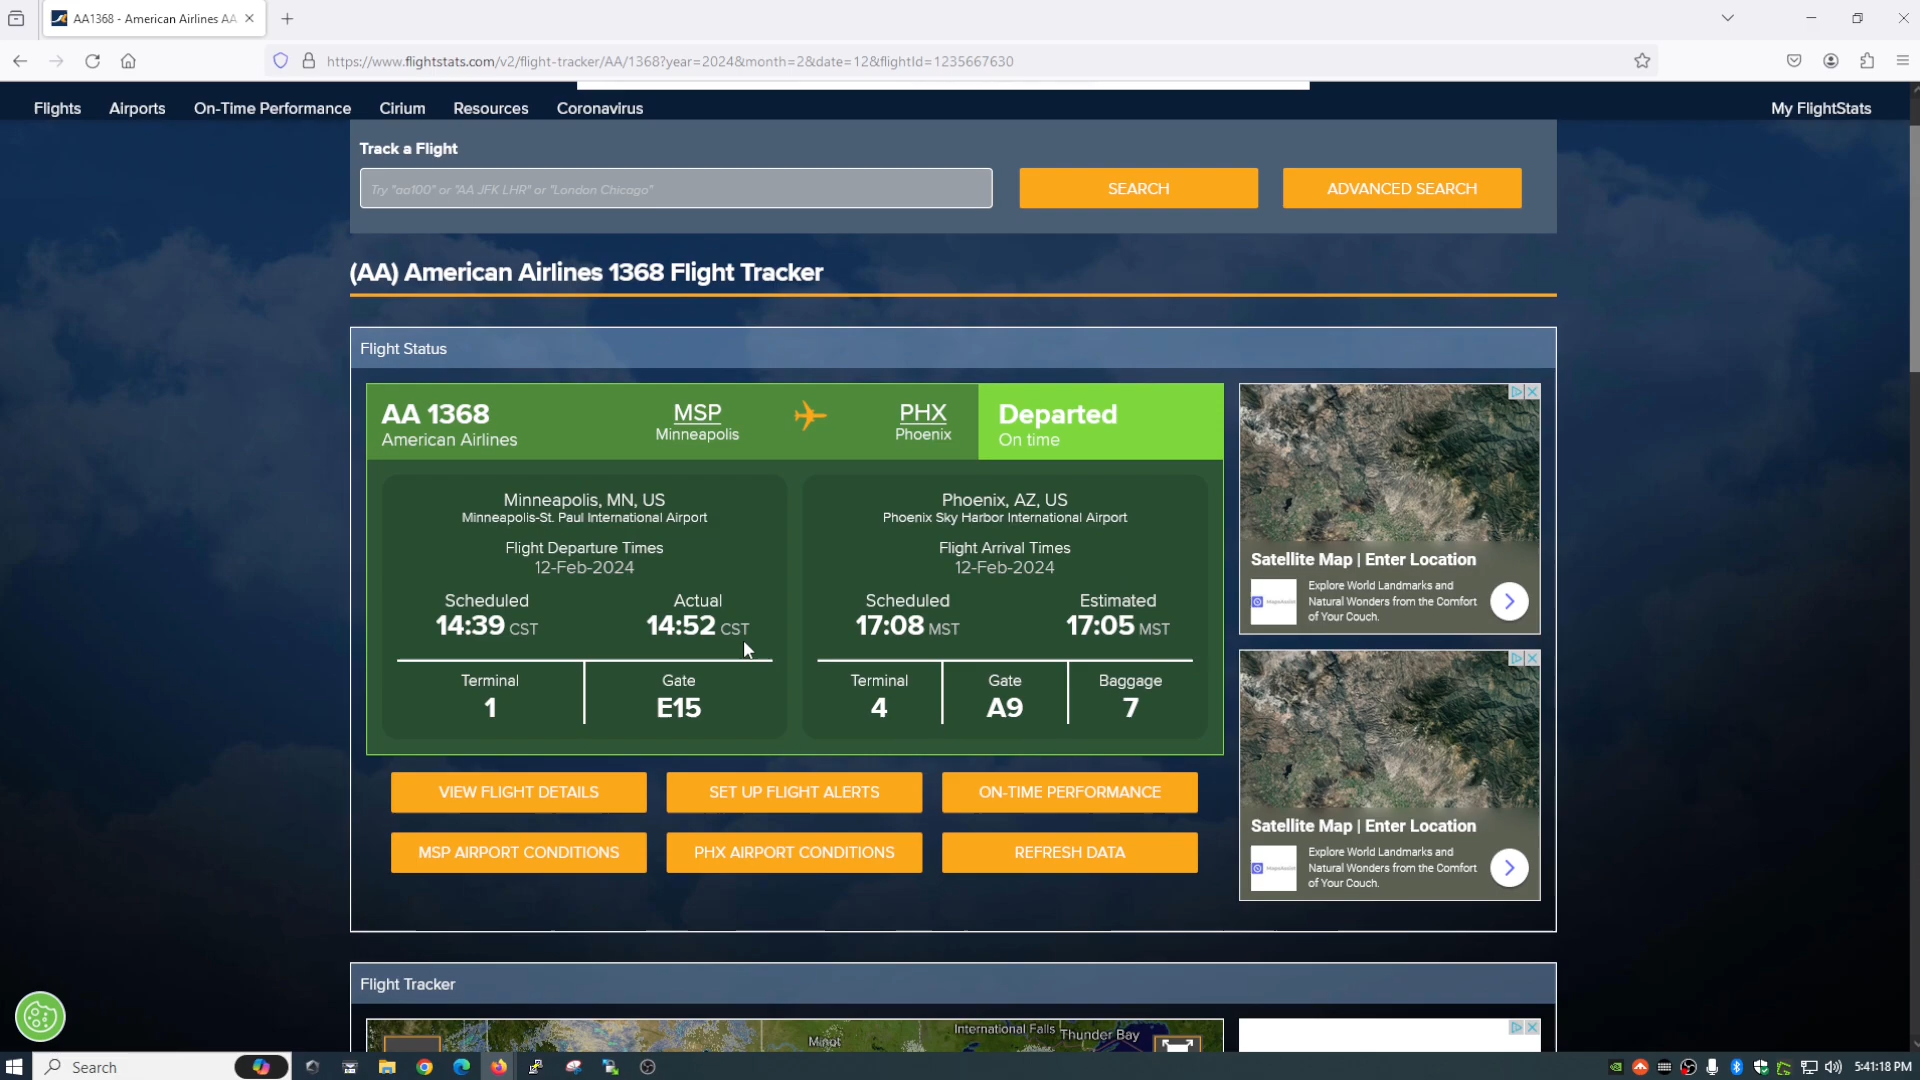 AA1368 - American Airlines AA
https://www.flightstats.com/v2/flight-tracker/AA/1368?year=2024&month=2&date=12&flightId=1235667630
Flights Airports On-Time Performance Cirium Resources Coronavirus My FlightStats
Track a Flight
Try "aa100" or "AA JFK LHR" or "London Chicago"
SEARCH
ADVANCED SEARCH
(AA) American Airlines 1368 Flight Tracker
Flight Status
AA 1368
American Airlines
MSP
Minneapolis
PHX
Phoenix
Departed
On time
Minneapolis, MN, US
Minneapolis-St. Paul International Airport
Flight Departure Times
12-Feb-2024
Scheduled
14:39 CST
Actual
14:52 CST
Terminal
1
Gate
E15
Phoenix, AZ, US
Phoenix Sky Harbor International Airport
Flight Arrival Times
12-Feb-2024
Scheduled
17:08 MST
Estimated
17:05 MST
Terminal
4
Gate
A9
Baggage
7
VIEW FLIGHT DETAILS
SET UP FLIGHT ALERTS
ON-TIME PERFORMANCE
MSP AIRPORT CONDITIONS
PHX AIRPORT CONDITIONS
REFRESH DATA
Satellite Map | Enter Location
Explore World Landmarks and
Natural Wonders from the Comfort
of Your Couch.
Satellite Map | Enter Location
Explore World Landmarks and
Natural Wonders from the Comfort
of Your Couch.
Flight Tracker
Minot
International Falls
Thunder Bay
Search
5:41:18 PM